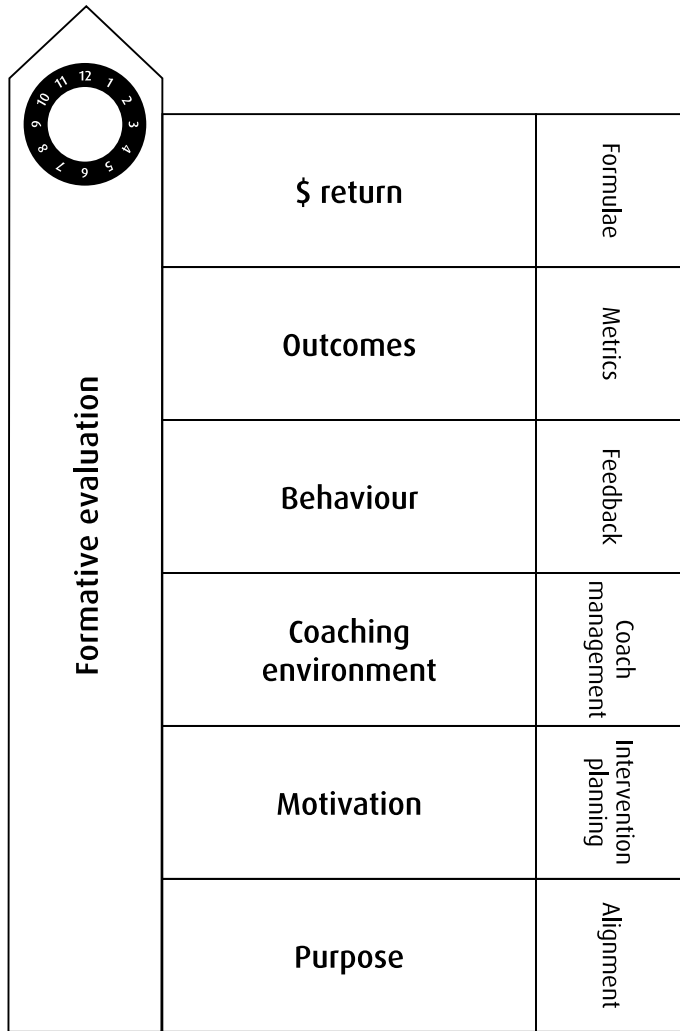 12
1
2
3
4
5
6
7
8
9
10
11
Formative evaluation
$ return
Formulae
Outcomes
Metrics
Behaviour
Feedback
Coaching
environment
Coach
management
Motivation
Intervention
planning
Purpose
Alignment